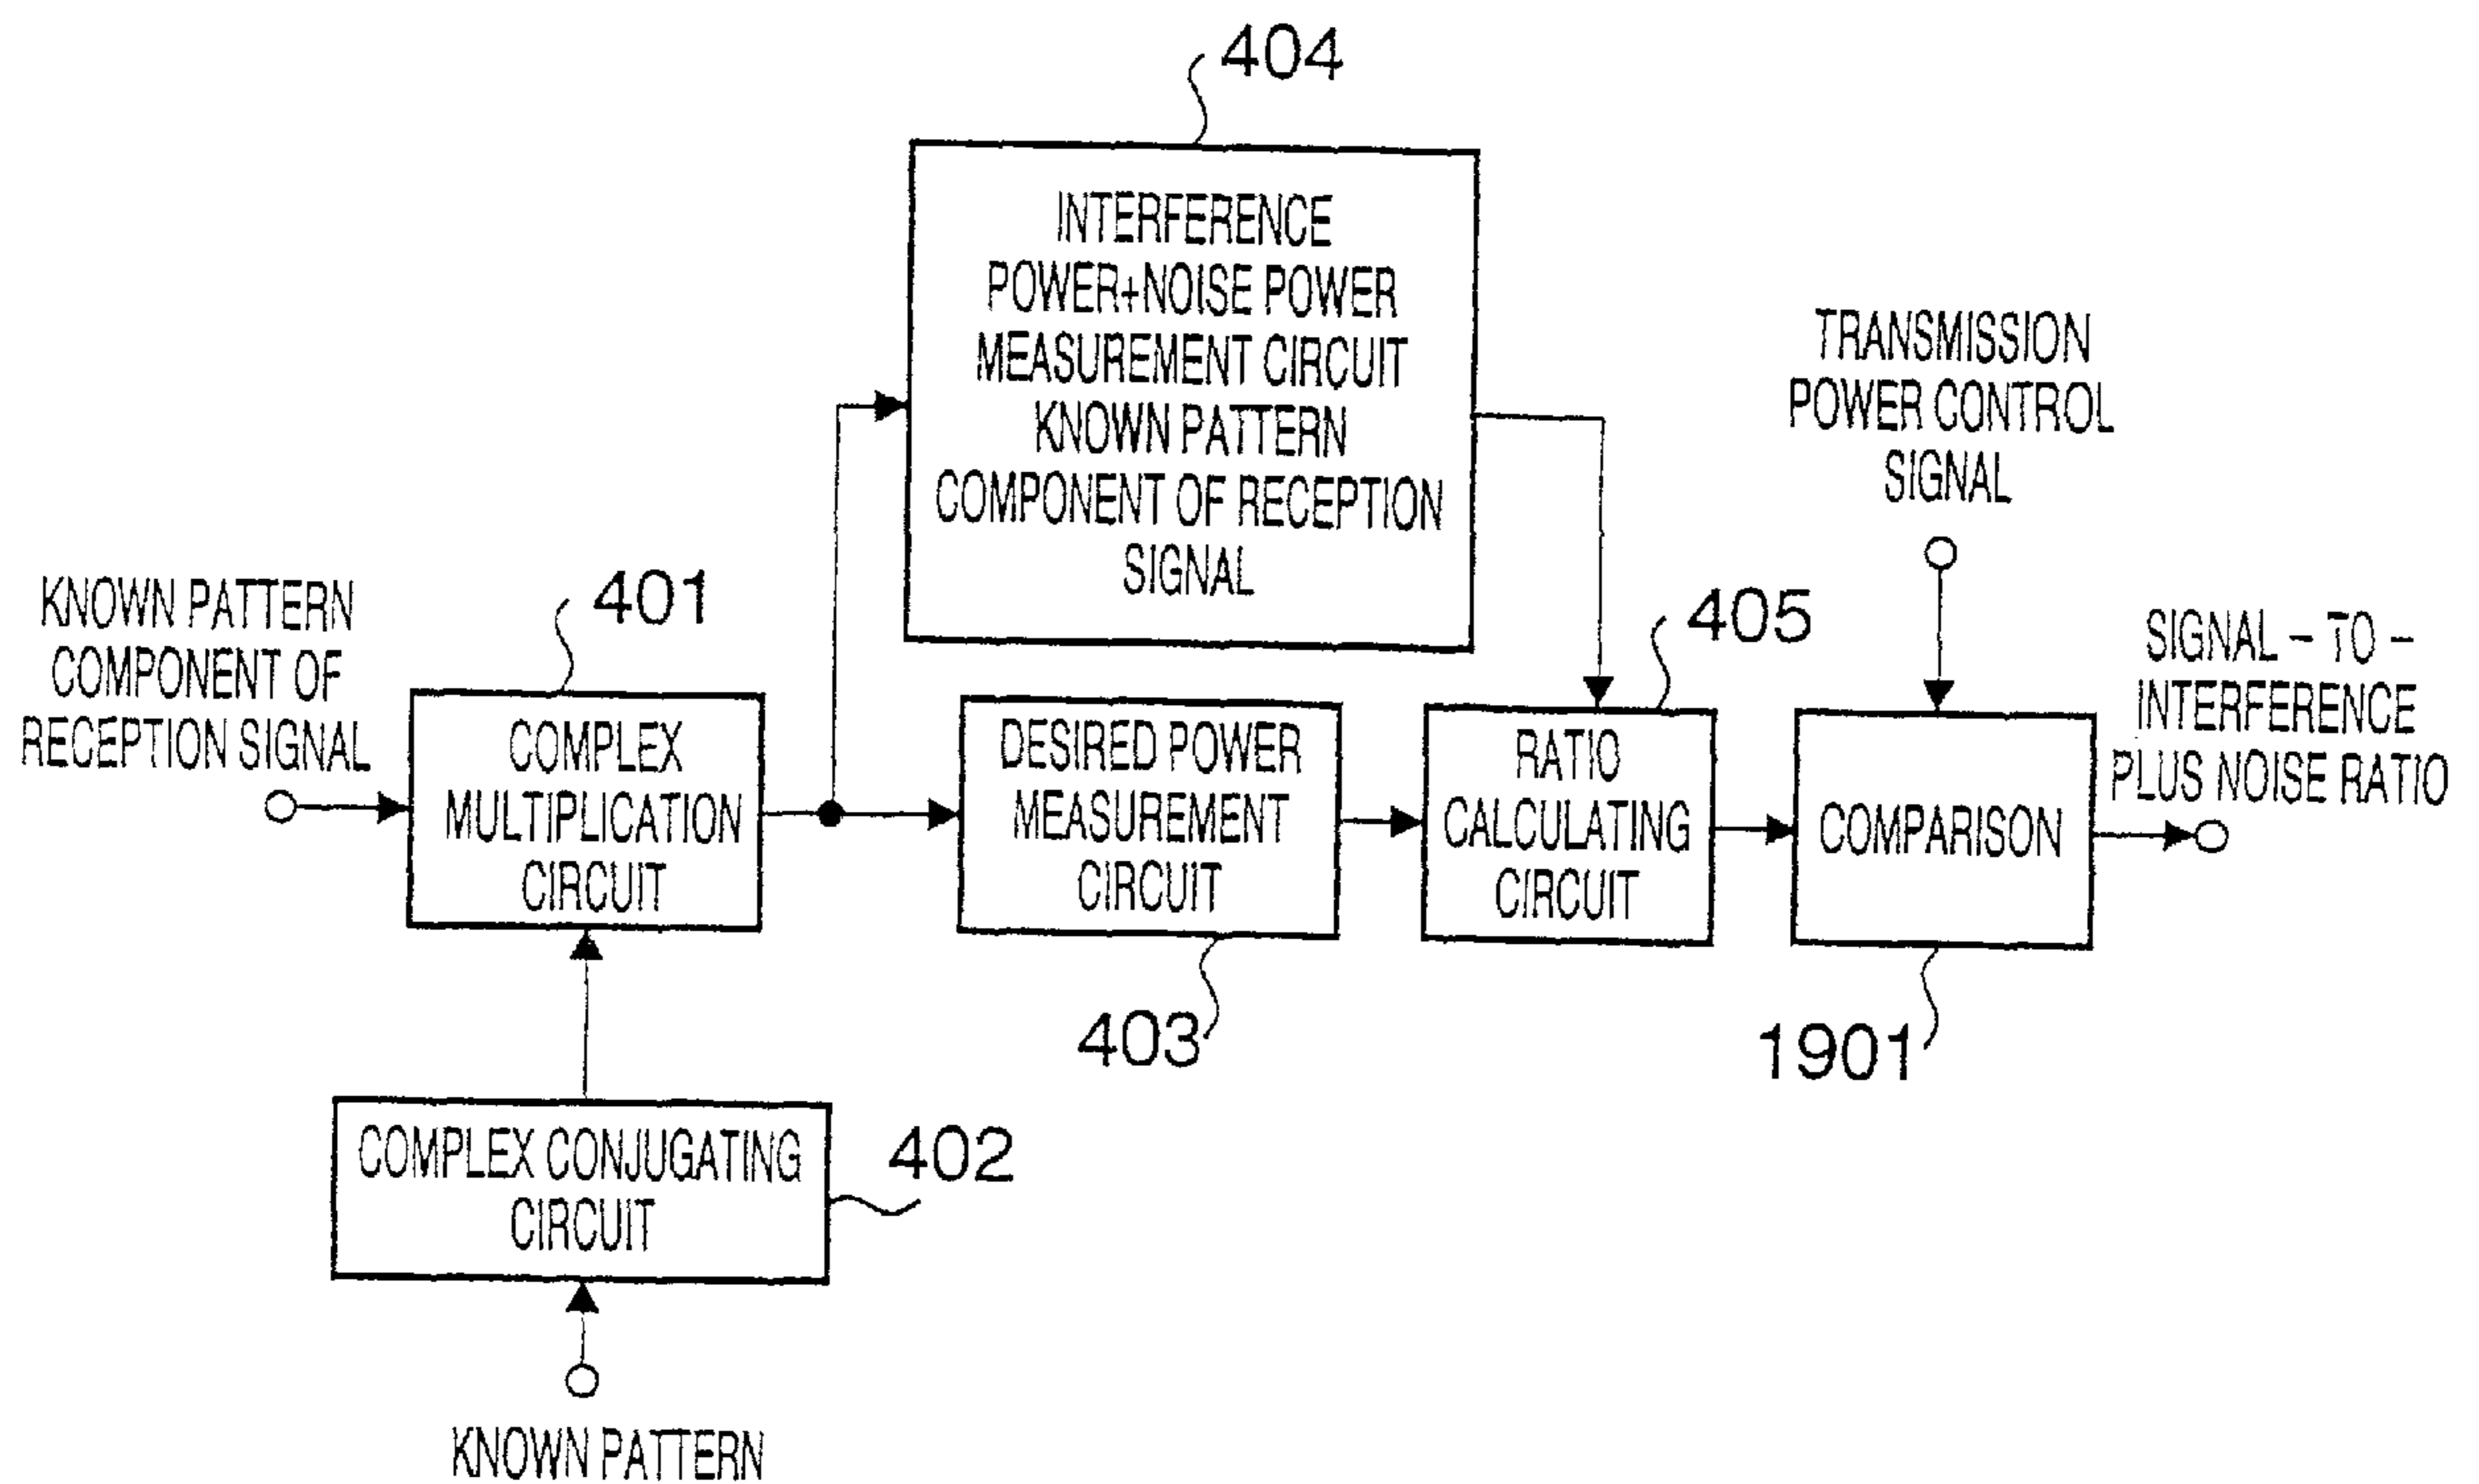 404
INTERFERENCE
POWER+NOISE POWER
MEASUREMENT CIRCUIT
KNOWN PATTERN
COMPONENT OF RECEPTION
SIGNAL
TRANSMISSION
POWER CONTROL
SIGNAL
KNOWN PATTERN
COMPONENT OF
RECEPTION SIGNAL
401
405
SIGNAL – TO –
INTERFERENCE
PLUS NOISE RATIO
COMPLEX
MULTIPLICATION
CIRCUIT
DESIRED POWER
MEASUREMENT
CIRCUIT
RATIO
CALCULATING
CIRCUIT
COMPARISON
403
1901
COMPLEX CONJUGATING
CIRCUIT
402
KNOWN PATTERN